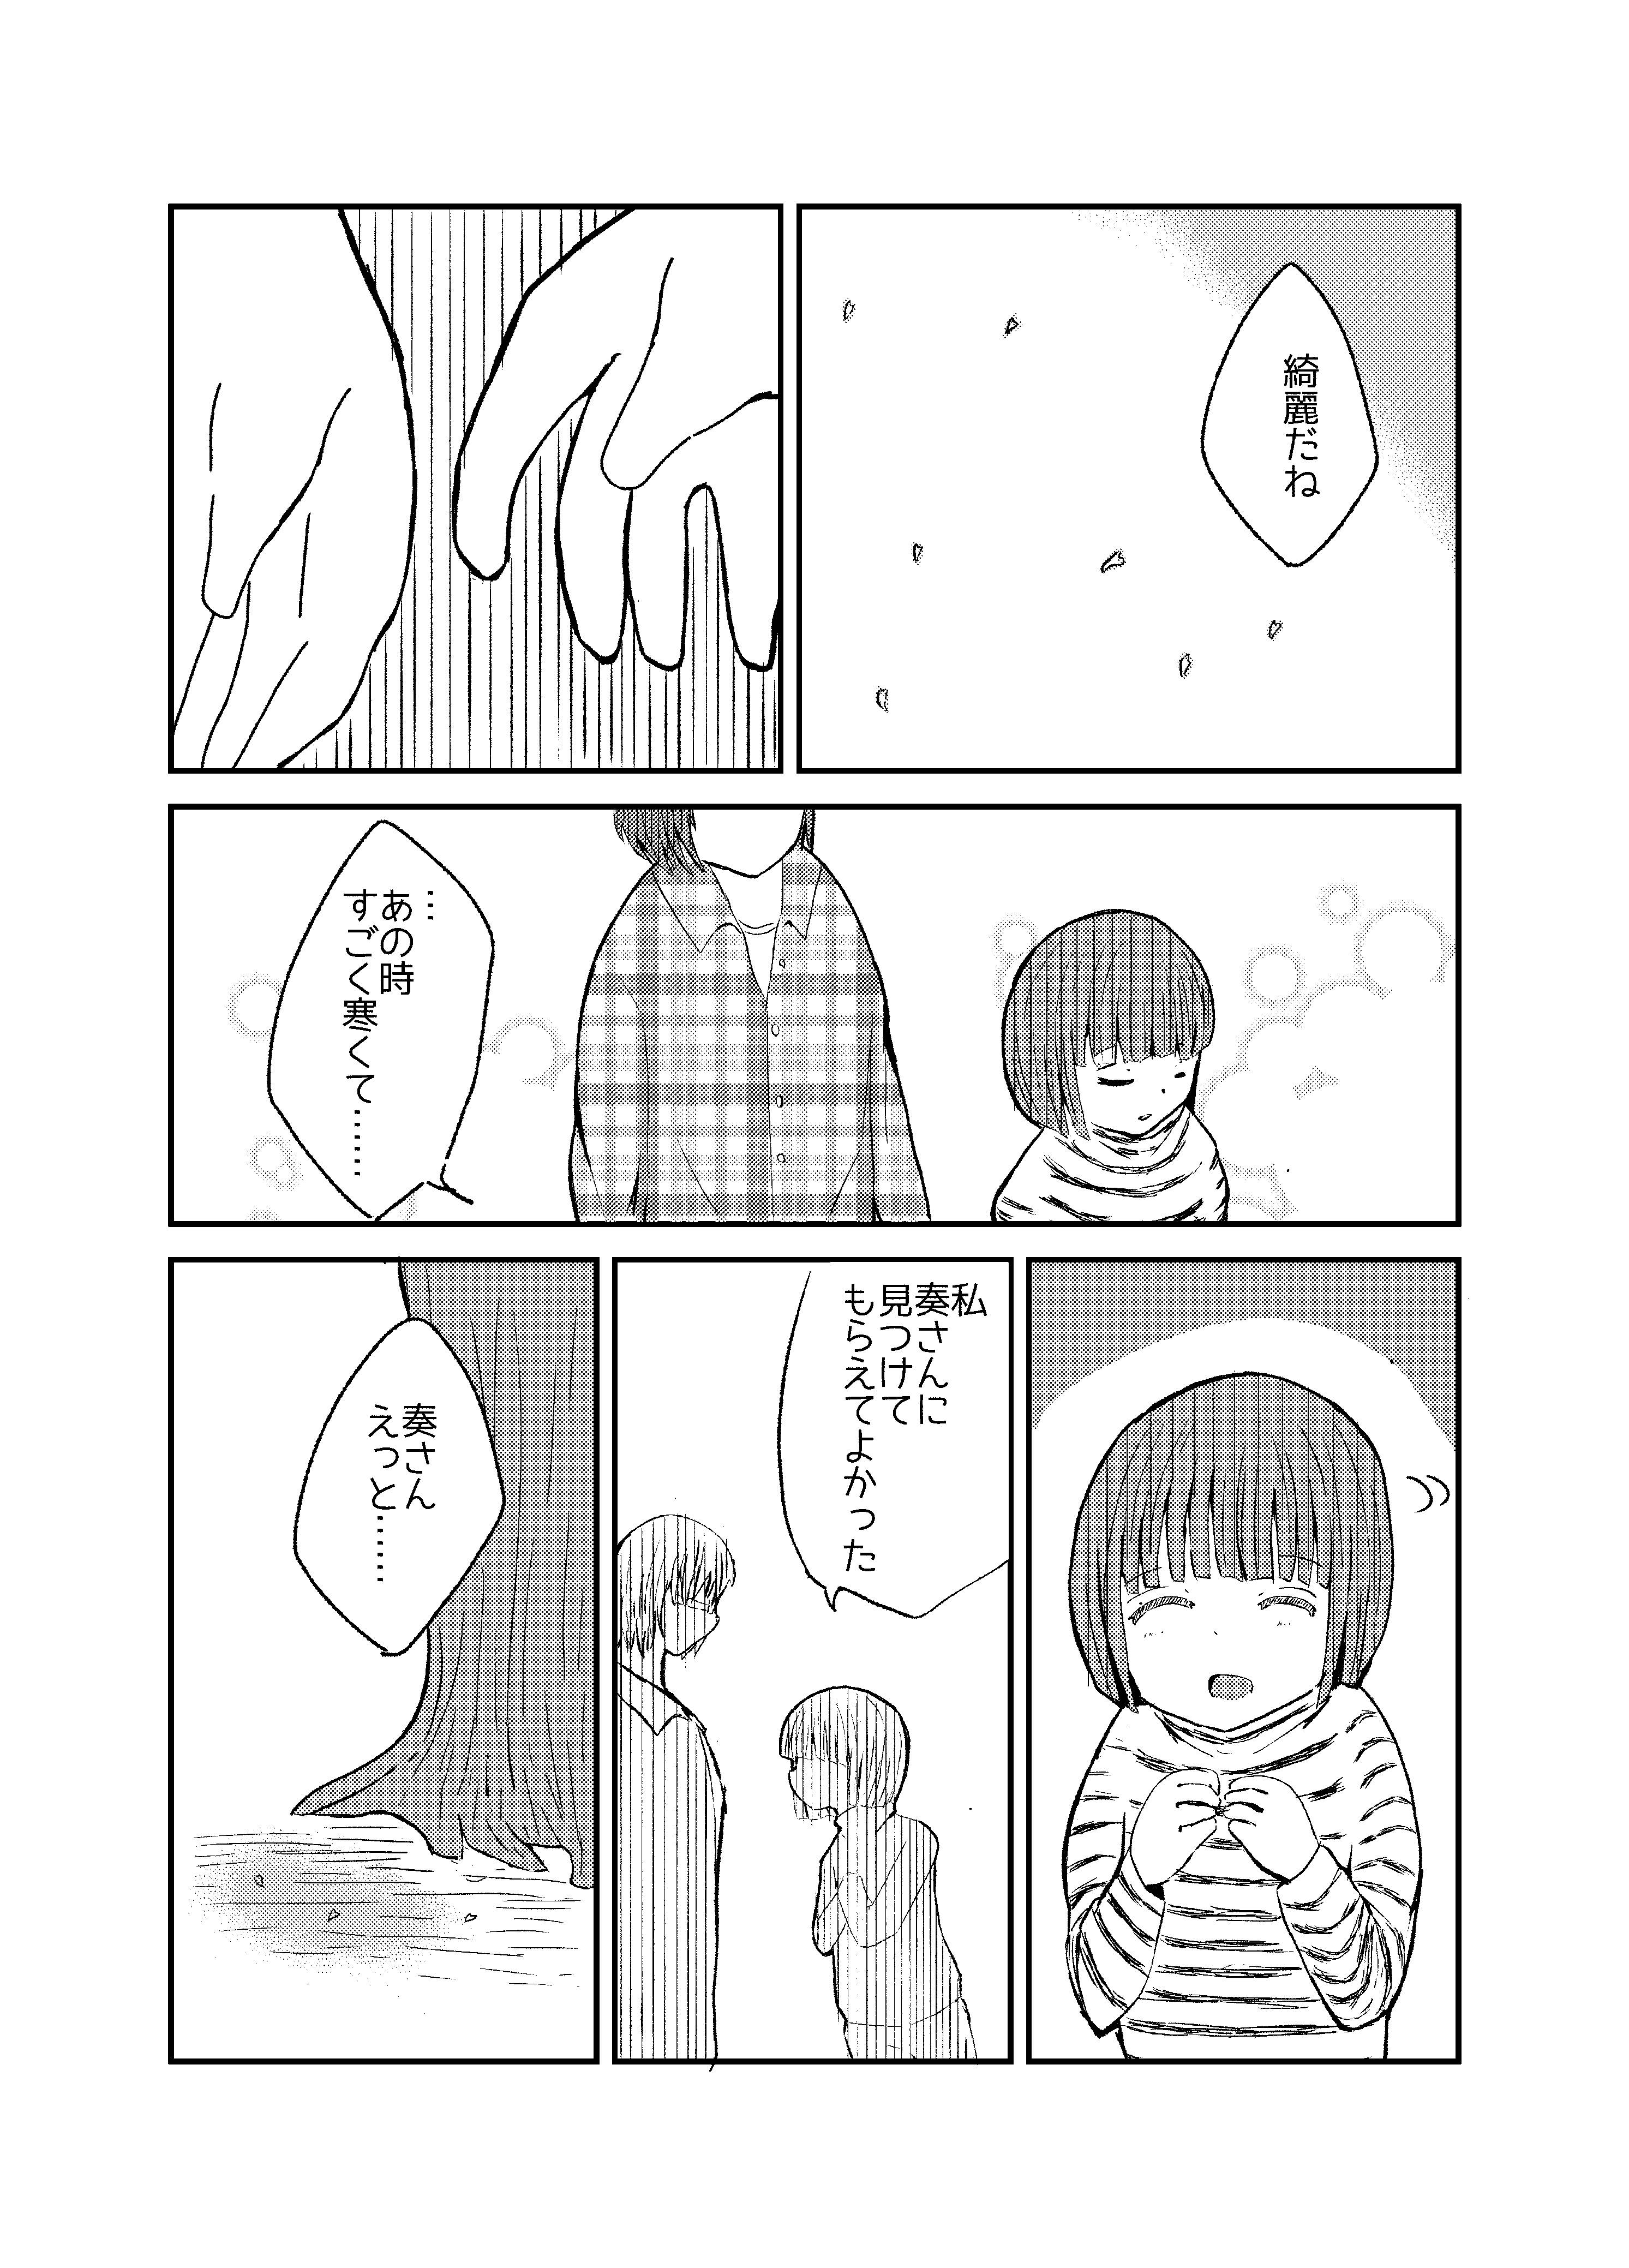 綺麗だね
…
あの時
すごく寒くて……
私
奏さんに
見つけて
もらえてよかった
奏さん
えっと……